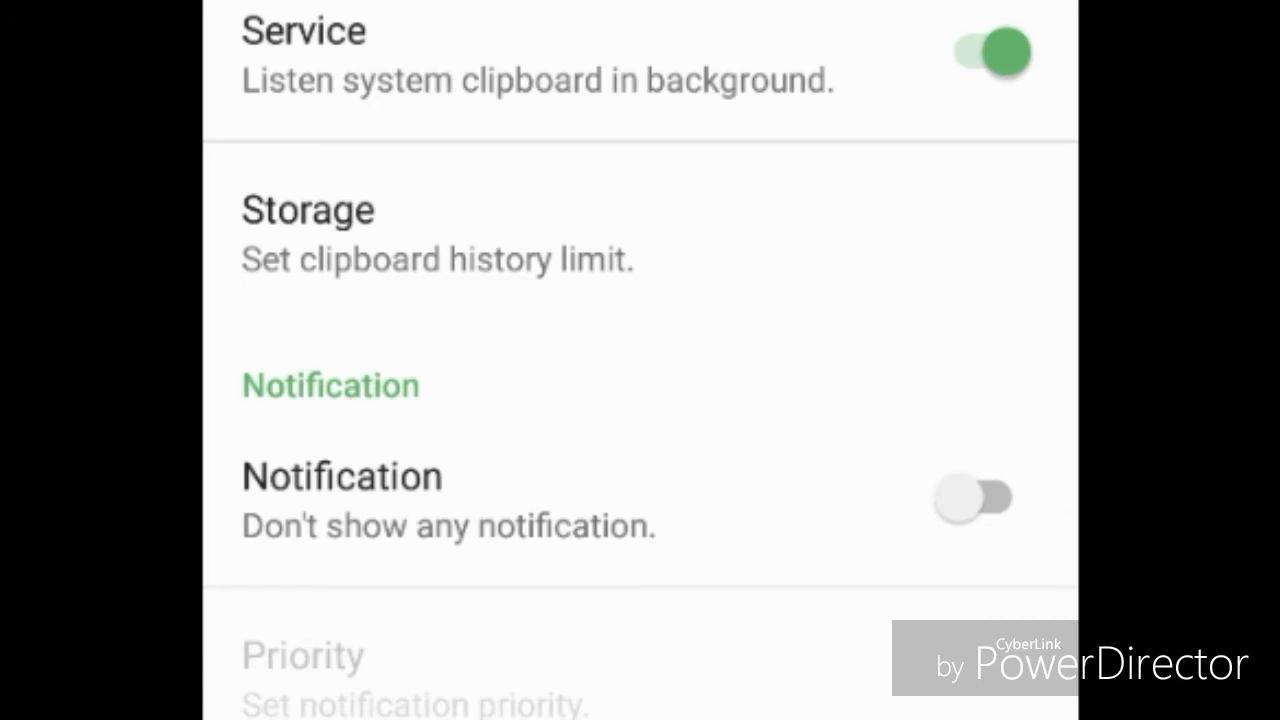 Service
Listen system clipboard in background.
Storage
Set clipboard history limit.
Notification
Notification
Don't show any notification.
Priority
Set notification priority.
CyberLink
by PowerDirector